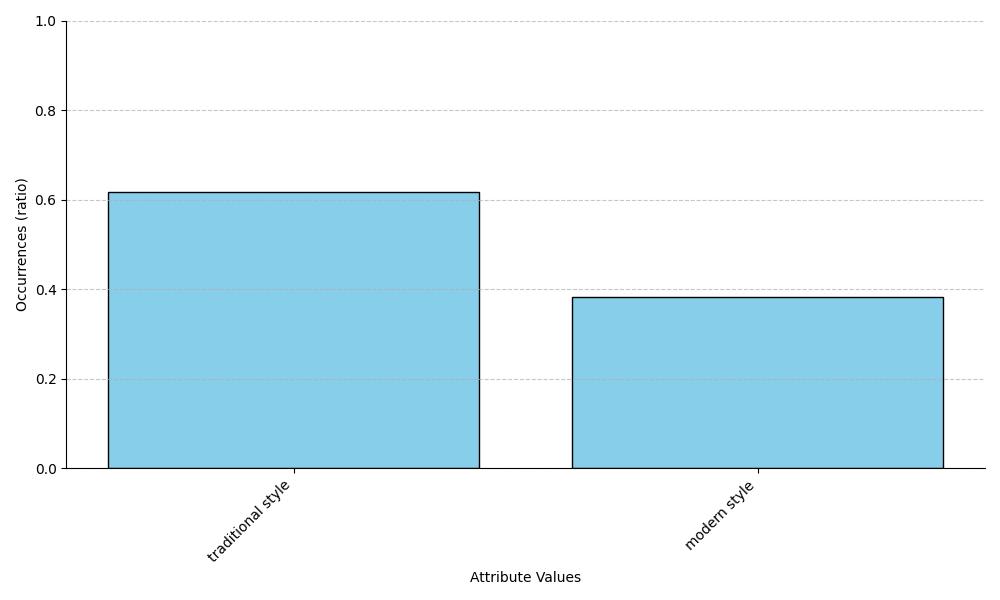 1.0
0.8
0.6
0.4
0.2
0.0
Occurrences (ratio)
traditional style
modern style
Attribute Values